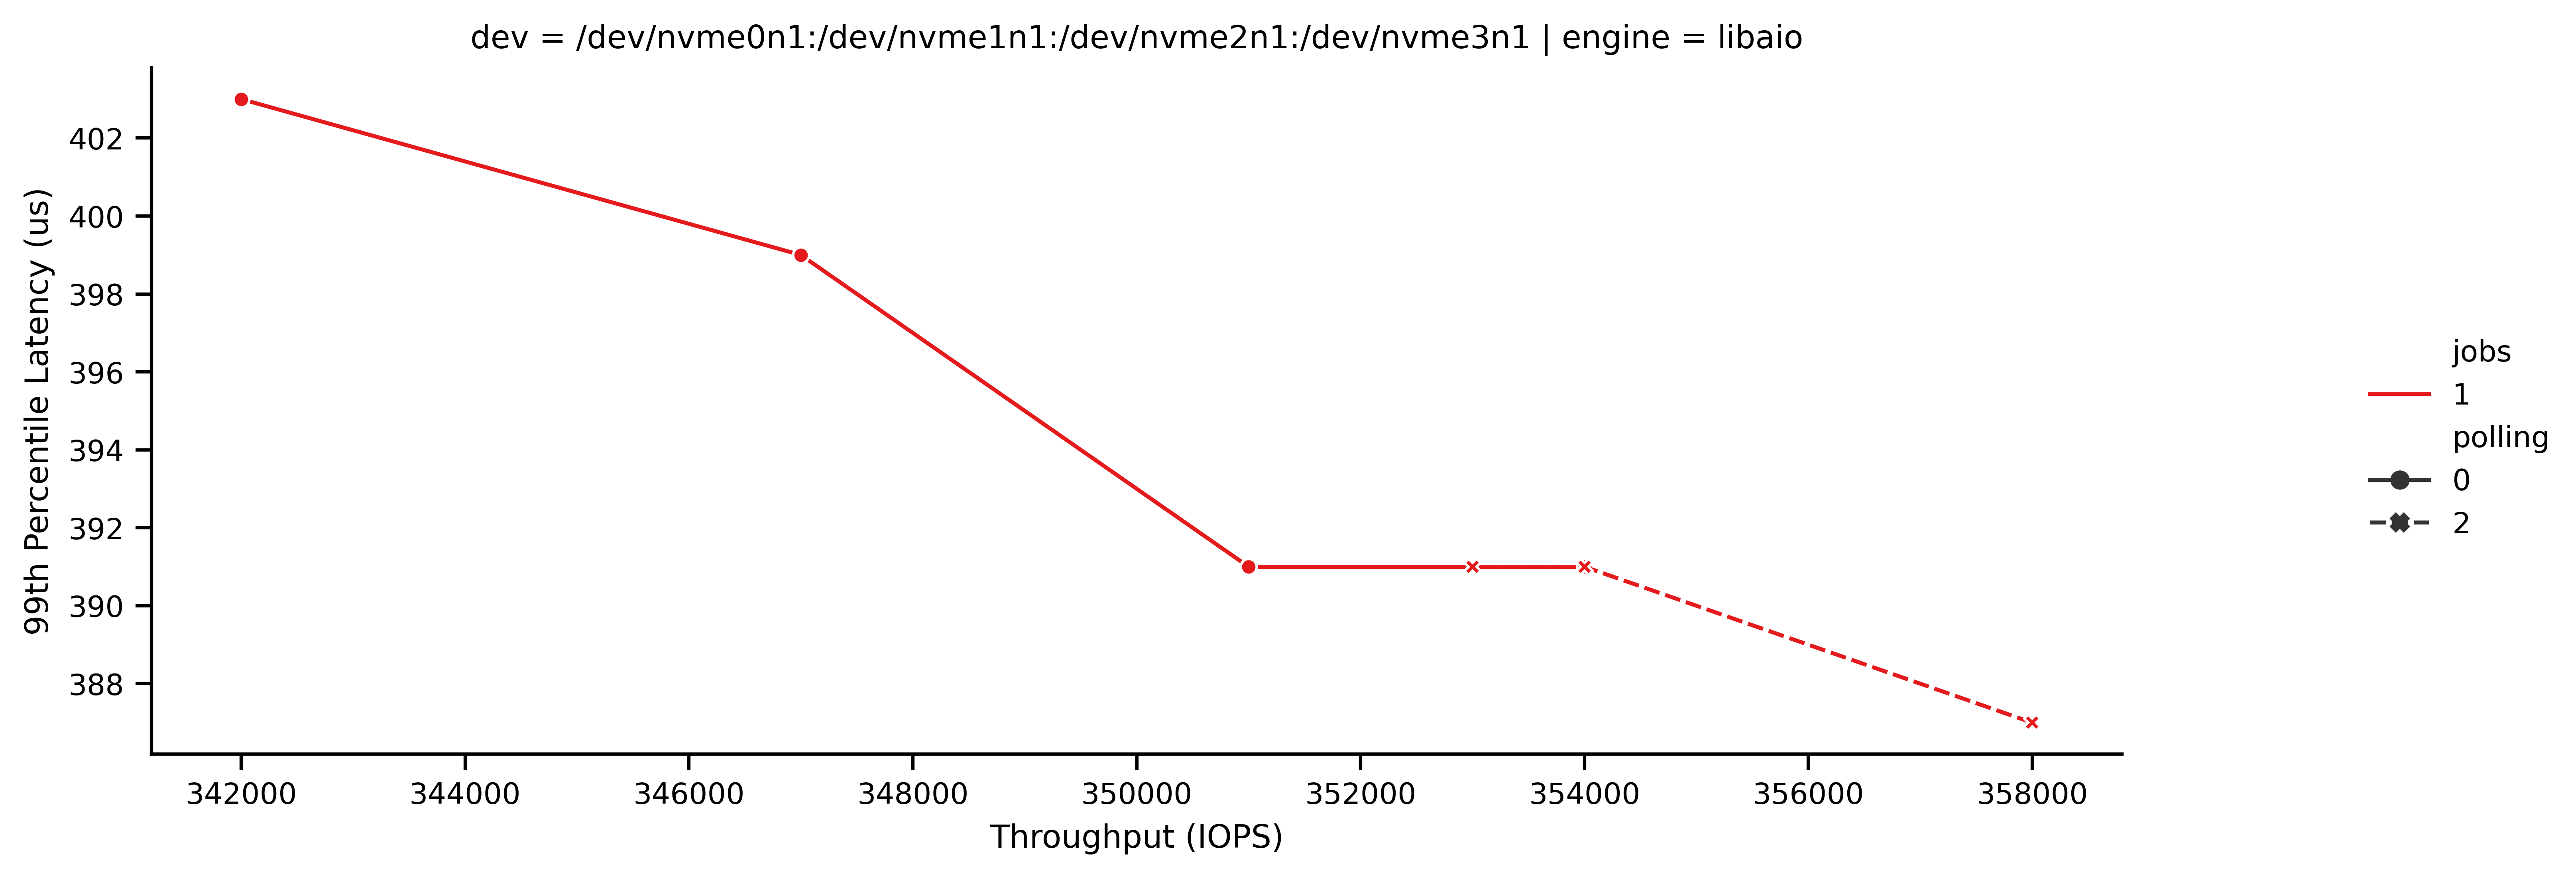 dev = /dev/nvme0n1:/dev/nvme1n1:/dev/nvme2n1:/dev/nvme3n1 | engine = libaio
99th Percentile Latency (us)
402
400
398
396
394
392
390
388
342000 344000 346000 348000 350000 352000 354000 356000 358000
Throughput (IOPS)
jobs
1
polling
0
2